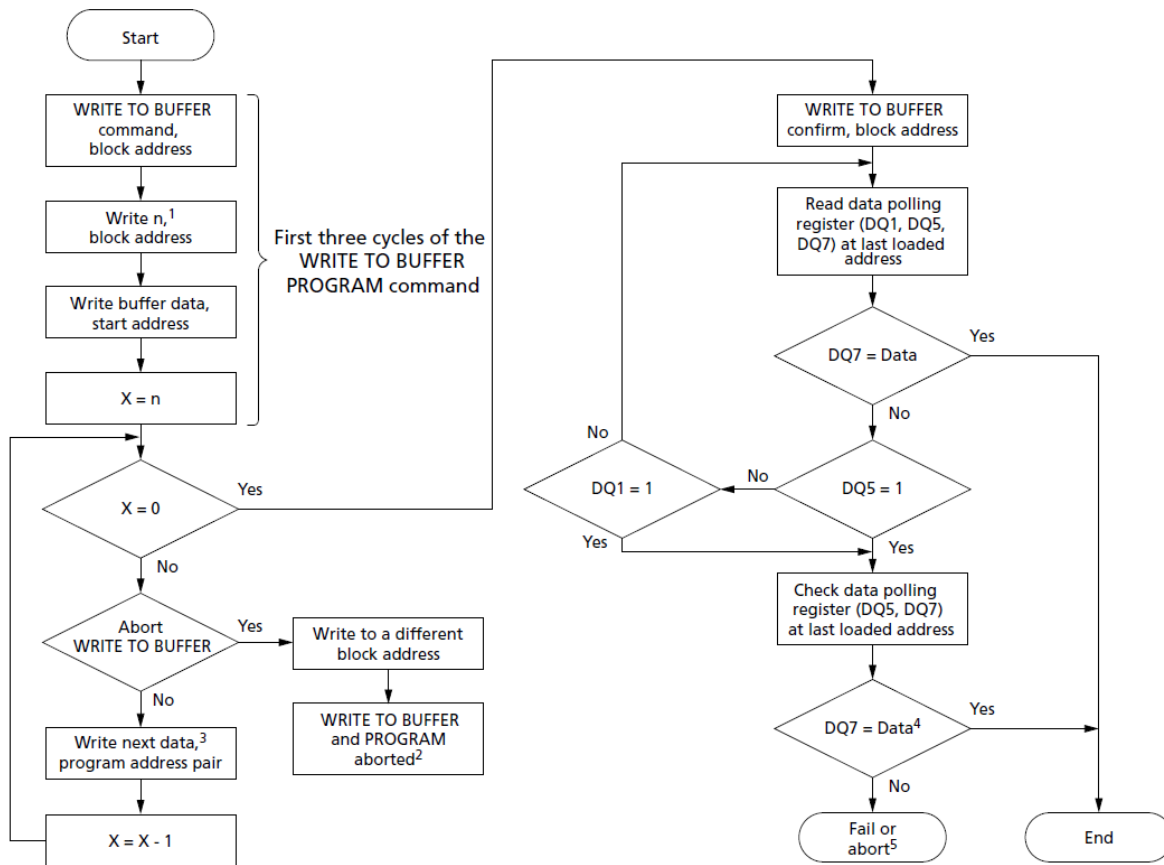 Start
WRITE TO BUFFER
command,
block address
Write n,1
block address
Write buffer data,
start address
X = n
First three cycles of the
WRITE TO BUFFER
PROGRAM command
X = 0
Yes
No
Abort
WRITE TO BUFFER
Yes
No
Write to a different
block address
WRITE TO BUFFER
and PROGRAM
aborted2
Write next data,3
program address pair
X = X - 1
WRITE TO BUFFER
confirm, block address
Read data polling
register (DQ1, DQ5,
DQ7) at last loaded
address
DQ7 = Data
Yes
No
DQ5 = 1
No
Yes
DQ1 = 1
No
Yes
Check data polling
register (DQ5, DQ7)
at last loaded address
DQ7 = Data4
Yes
No
Fail or
abort5
End